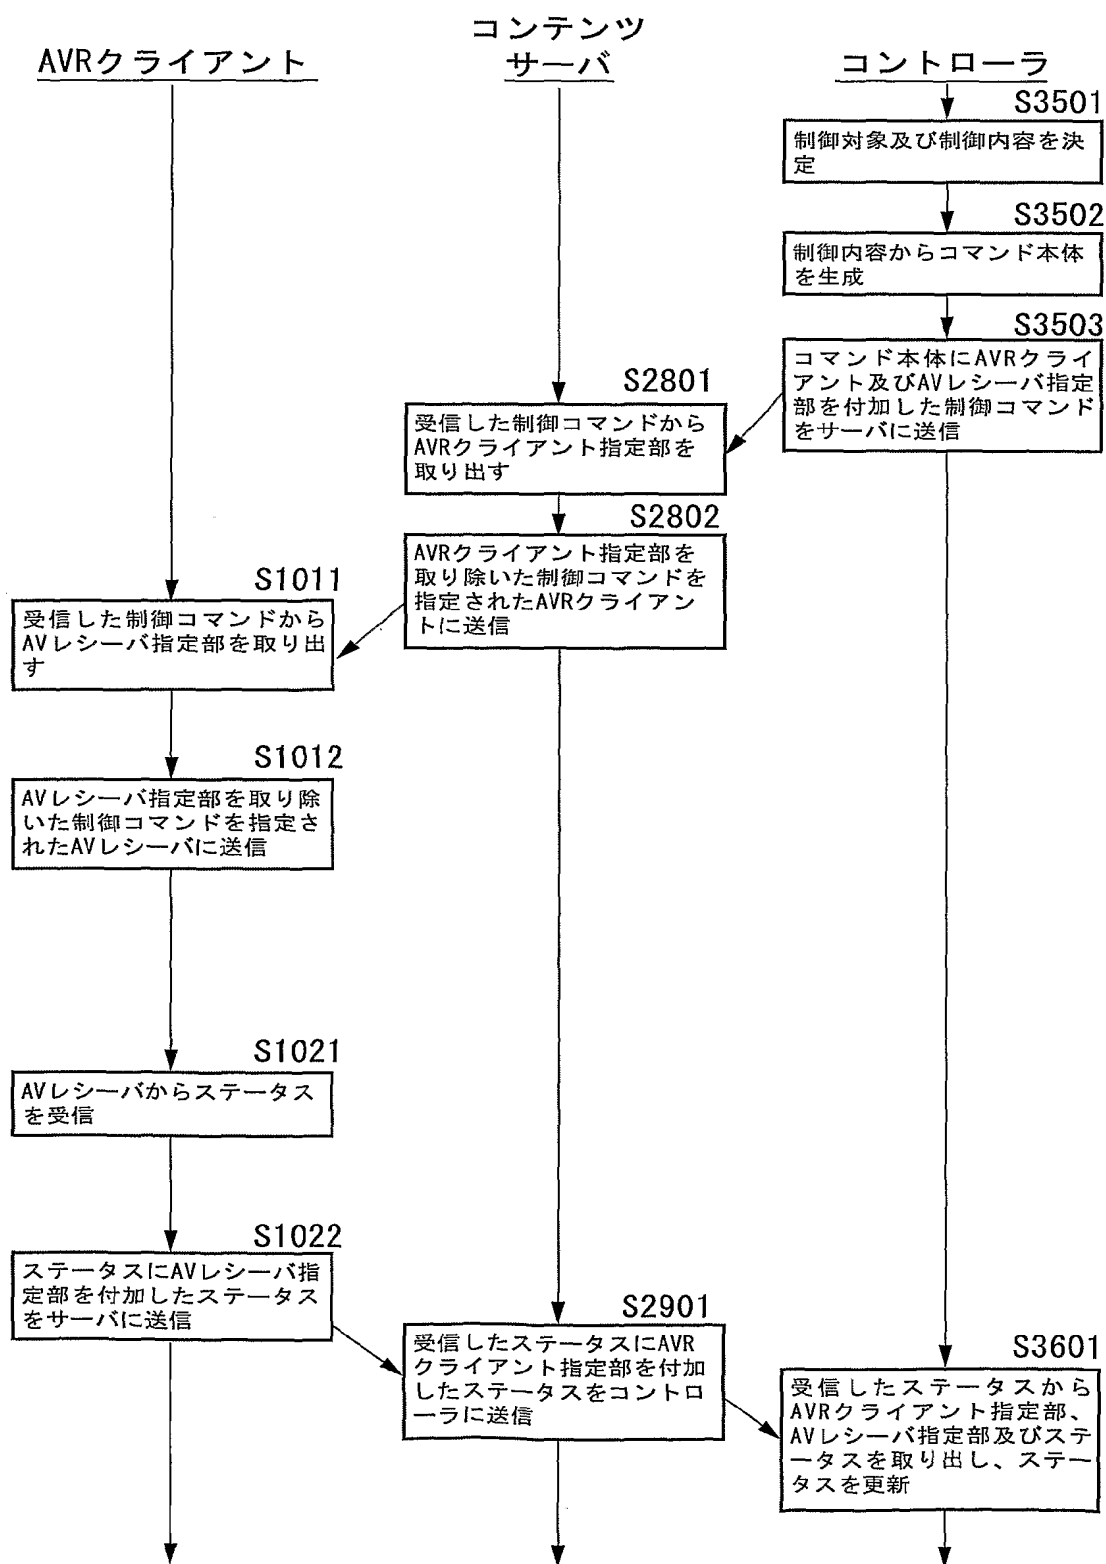 AVRクライアント
コンテンツ
サーバ
コントローラ
S3501
制御対象及び制御内容を決
定
S3502
制御内容からコマンド本体
を生成
S3503
コマンド本体にAVRクライ
アント及びAVレシーバ指定
部を付加した制御コマンド
をサーバに送信
S2801
受信した制御コマンドから
AVRクライアント指定部を
取り出す
S2802
AVRクライアント指定部を
取り除いた制御コマンドを
指定されたAVRクライアン
トに送信
S1011
受信した制御コマンドから
AVレシーバ指定部を取り出
す
S1012
AVレシーバ指定部を取り除
いた制御コマンドを指定さ
れたAVレシーバに送信
S1021
AVレシーバからステータス
を受信
S1022
ステータスにAVレシーバ指
定部を付加したステータス
をサーバに送信
S2901
受信したステータスにAVR
クライアント指定部を付加
したステータスをコントロ
ーラに送信
S3601
受信したステータスから
AVRクライアント指定部、
AVレシーバ指定部及びステ
ータスを取り出し、ステー
タスを更新